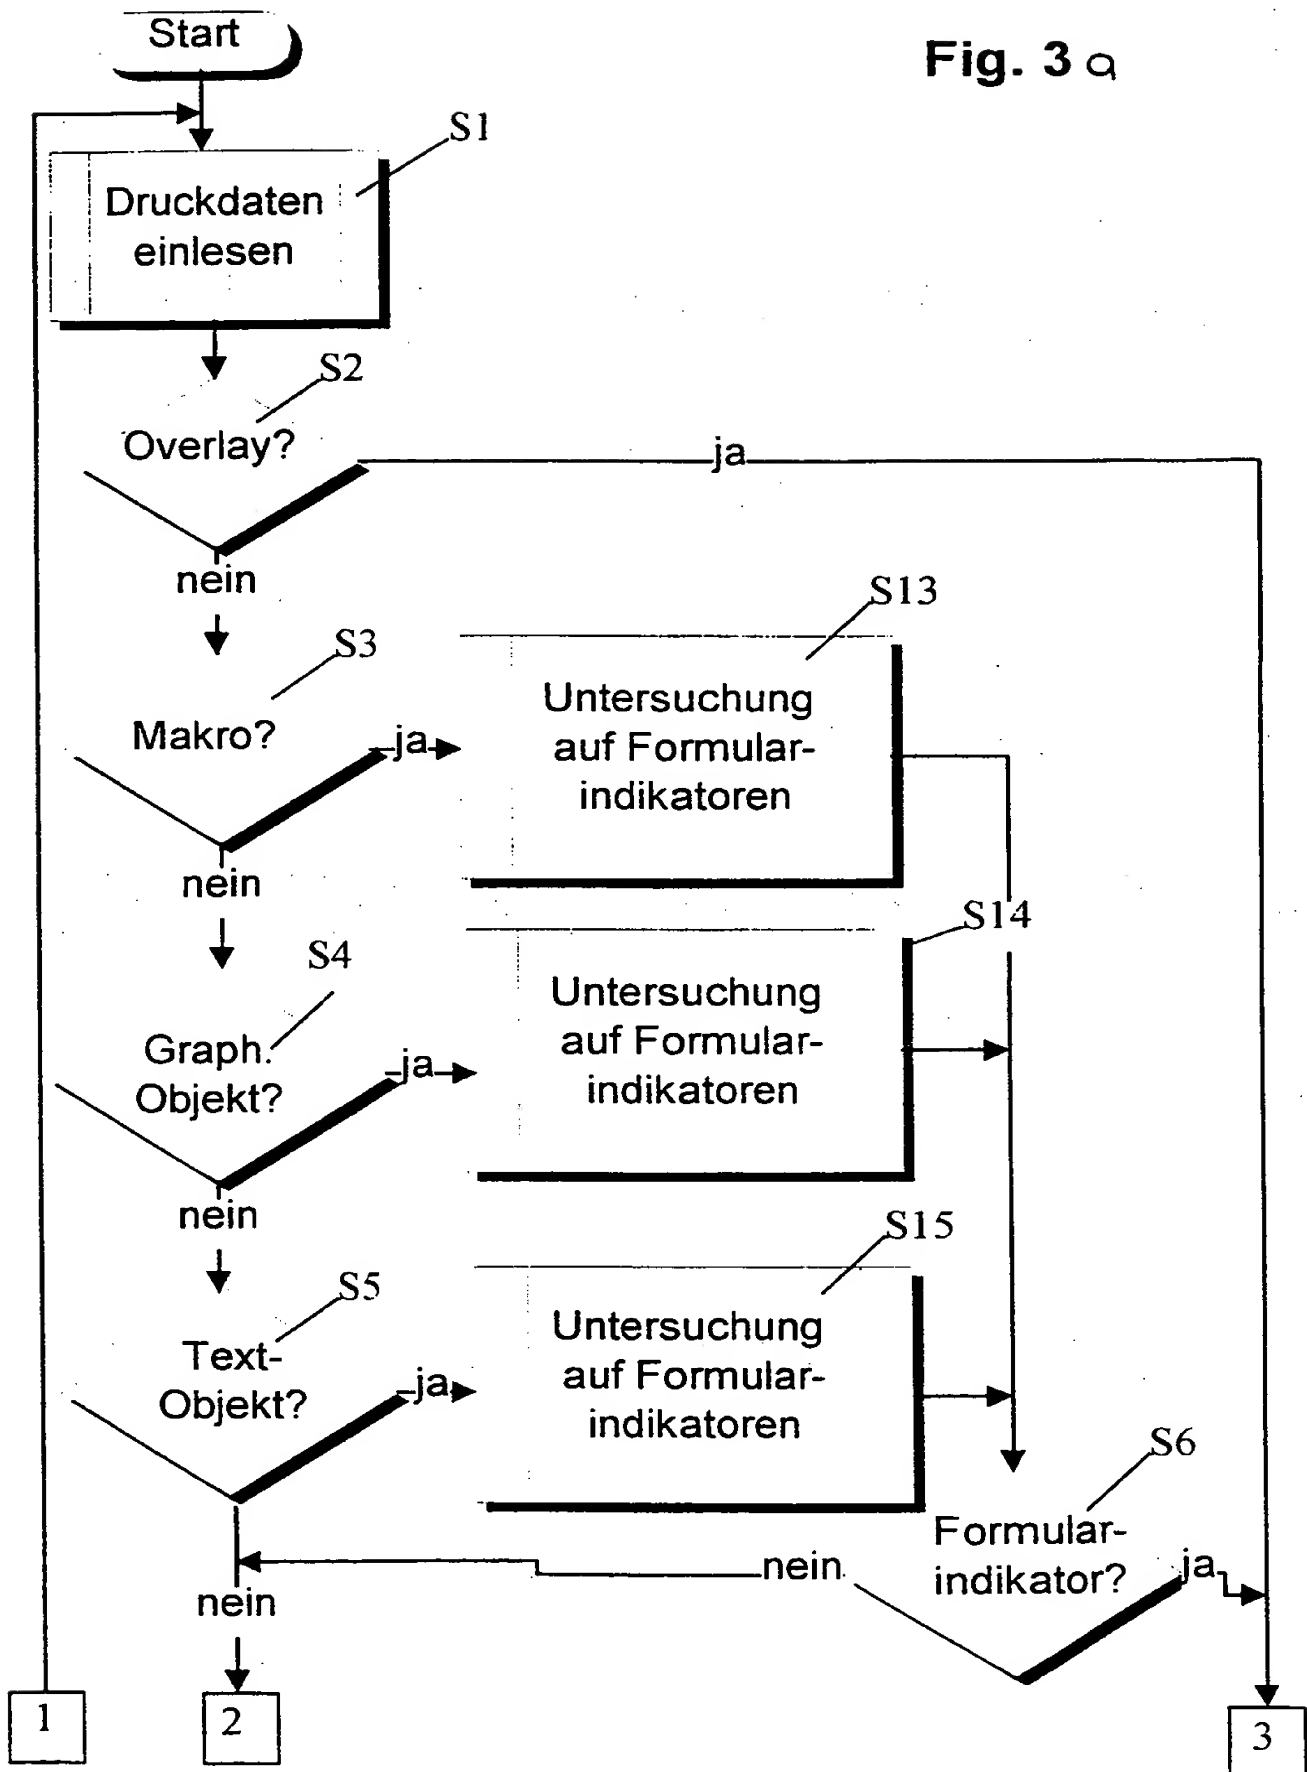 Start
Fig. 3 a
S1
Druckdaten
einlesen
S2
Overlay?
ja
nein
S13
S3
Untersuchung
auf Formular-
indikatoren
Makro?
ja
nein
S14
S4
Untersuchung
auf Formular-
indikatoren
Graph.
Objekt?
ja
nein
S15
S5
Untersuchung
auf Formular-
indikatoren
Text-
Objekt?
ja
S6
Formular-
indikator?
nein
ja
nein
1
2
3